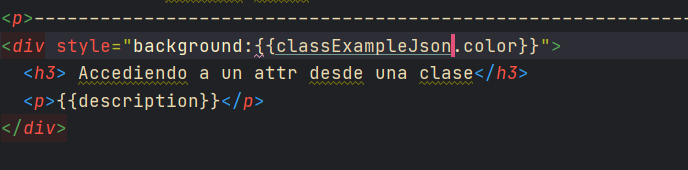 <p>--------------------------------------------------------------
<div style="background:{{classExampleJson.color}}">
<h3> Accediendo a un attr desde una clase</h3>
<p>{{description}}</p>
</div>